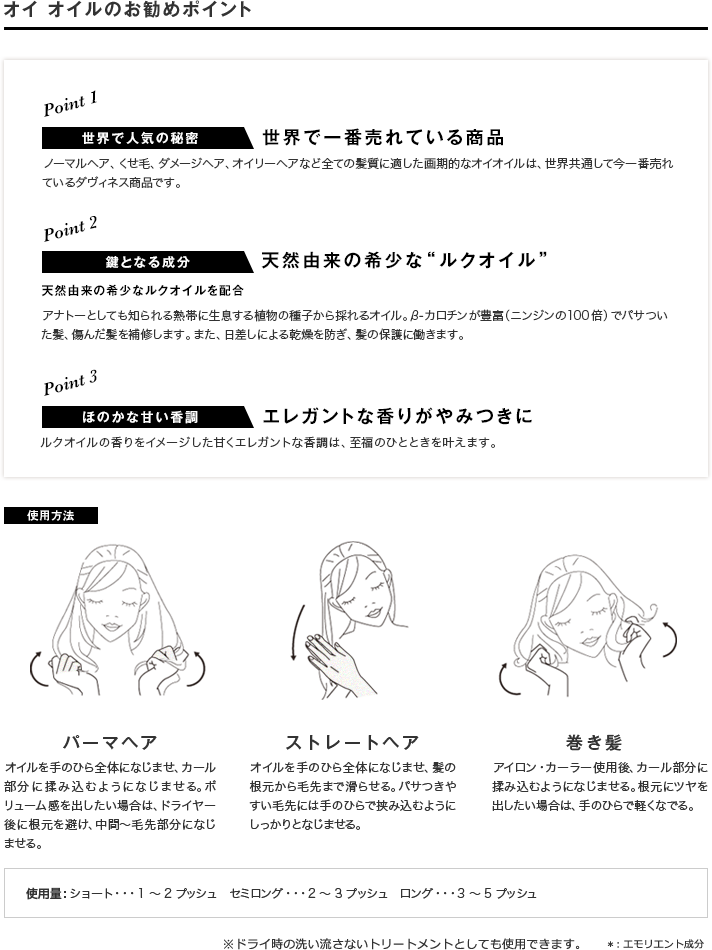 オイ オイルのお勧めポイント
Point 1
世界で人気の秘密 世界で一番売れている商品
ノーマルヘア、くせ毛、ダメージヘア、オイリーヘアなど全ての髪質に適した画期的なオイオイルは、世界共通して今一番売れ
ているダヴィネス商品です。
Point 2
鍵となる成分 天然由来の希少な“ルクオイル”
天然由来の希少なルクオイルを配合
アナトーとしても知られる熱帯に生息する植物の種子から採れるオイル。β-カロチンが豊富（ニンジンの100倍）でパサつい
た髪、傷んだ髪を補修します。また、日差しによる乾燥を防ぎ、髪の保護に働きます。
Point 3
ほのかな甘い香調 エレガントな香りがやみつきに
ルクオイルの香りをイメージした甘くエレガントな香調は、至福のひとときを叶えます。
使用方法
パーマヘア
オイルを手のひら全体になじませ、カール
部分に揉み込むようになじませる。ボ
リューム感を出したい場合は、ドライヤー
後に根元を避け、中間～毛先部分になじ
ませる。
ストレートヘア
オイルを手のひら全体になじませ、髪の
根元から毛先まで滑らせる。パサつきや
すい毛先には手のひらで挟み込むように
しっかりとなじませる。
巻き髪
アイロン・カーラー使用後、カール部分に
揉み込むようになじませる。根元にツヤを
出したい場合は、手のひらで軽くなでる。
使用量：ショート・・・1 ～ 2 プッシュ セミロング・・・2 ～ 3 プッシュ ロング・・・3 ～ 5 プッシュ
※ドライ時の洗い流さないトリートメントとしても使用できます。 ＊：エモリエント成分